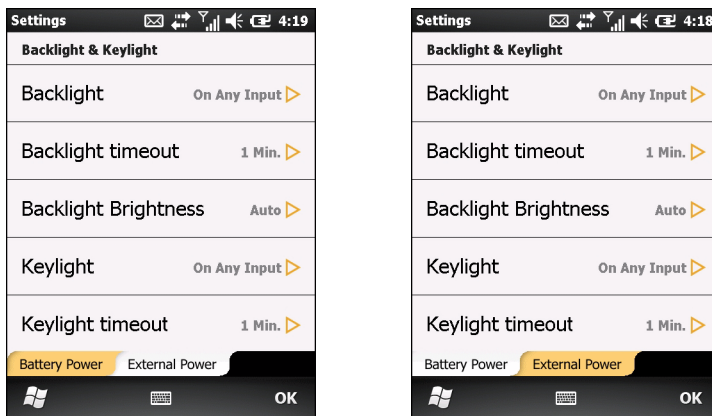 Settings 4:19
Backlight & Keylight
Backlight On Any Input
Backlight timeout 1 Min.
Backlight Brightness Auto
Keylight On Any Input
Keylight timeout 1 Min.
Battery Power External Power
OK
Settings 4:18
Backlight & Keylight
Backlight On Any Input
Backlight timeout 1 Min.
Backlight Brightness Auto
Keylight On Any Input
Keylight timeout 1 Min.
Battery Power External Power
OK